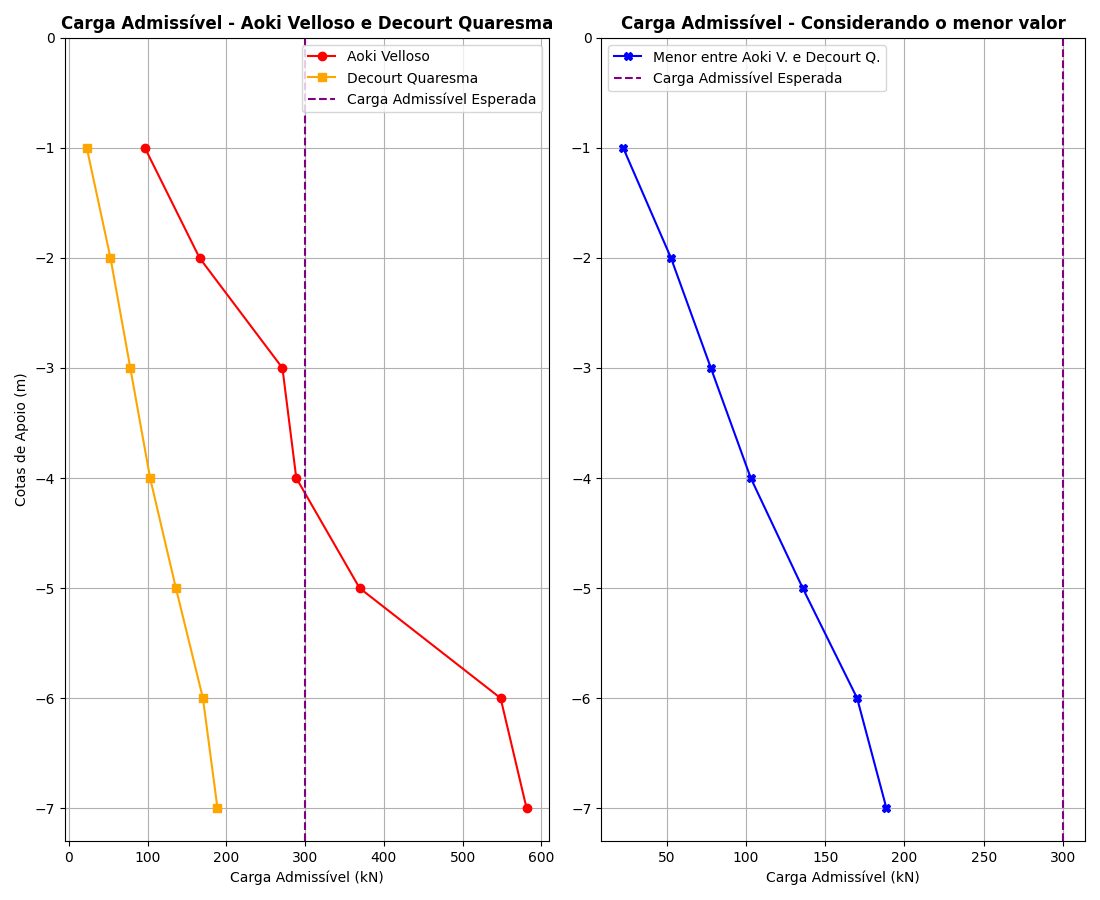 Carga Admissível - Aoki Velloso e Decourt Quaresma
Aoki Velloso
Decourt Quaresma
Carga Admissível Esperada
0
−1
−2
−3
−4
−5
−6
−7
Cotas de Apoio (m)
0 100 200 300 400 500 600
Carga Admissível (kN)
Carga Admissível - Considerando o menor valor
Menor entre Aoki V. e Decourt Q.
Carga Admissível Esperada
0
−1
−2
−3
−4
−5
−6
−7
50 100 150 200 250 300
Carga Admissível (kN)